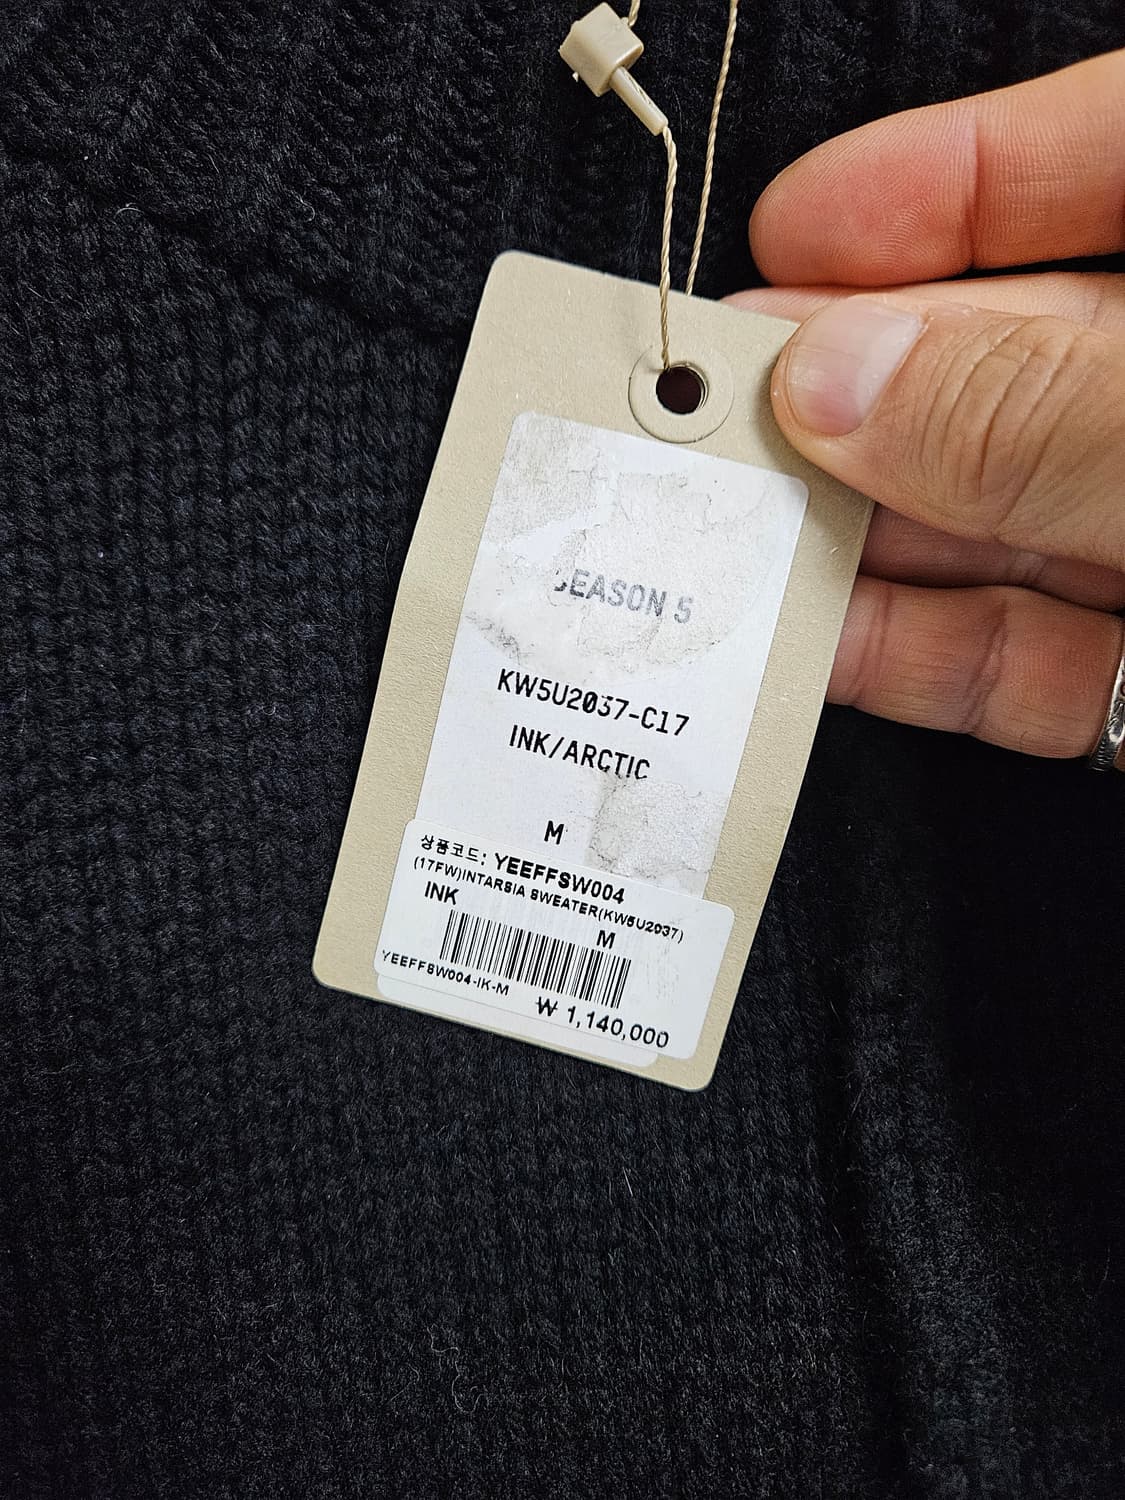 SEASON 5
KW5U2037-C17
INK/ARCTIC
M
상품코드: YEEFFSW004
(17FW)INTARSIA SWEATER(KW5U2037)
INK
M
YEEFFSW004-IK-M
₩ 1,140,000